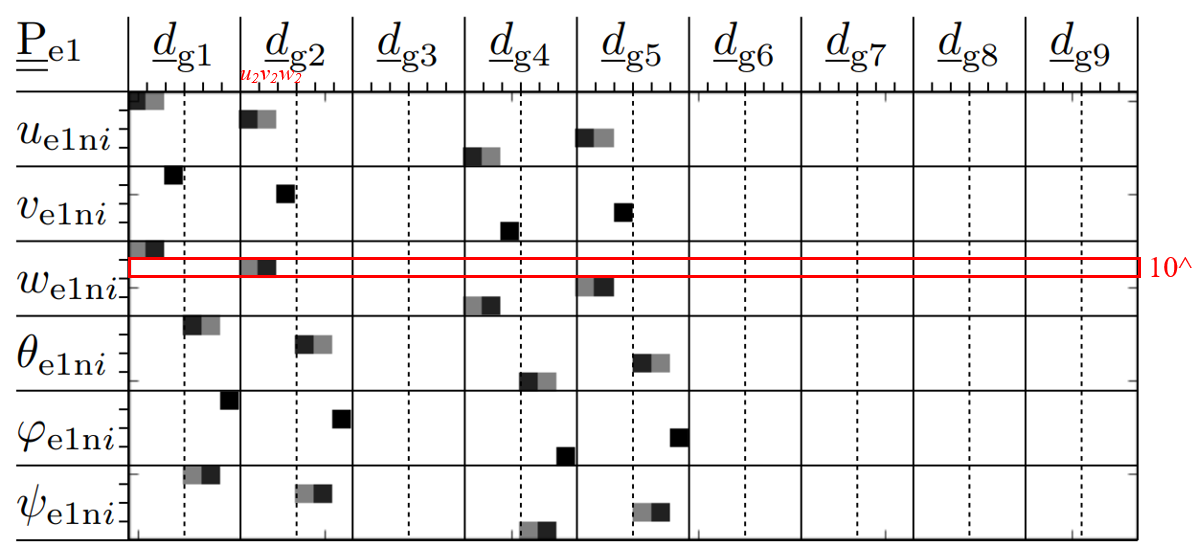 P_e1 d_g1 d_g2 d_g3 d_g4 d_g5 d_g6 d_g7 d_g8 d_g9
u₂v₂w₂
u_e1ni
v_e1ni
w_e1ni 10^
θ_e1ni
φ_e1ni
ψ_e1ni